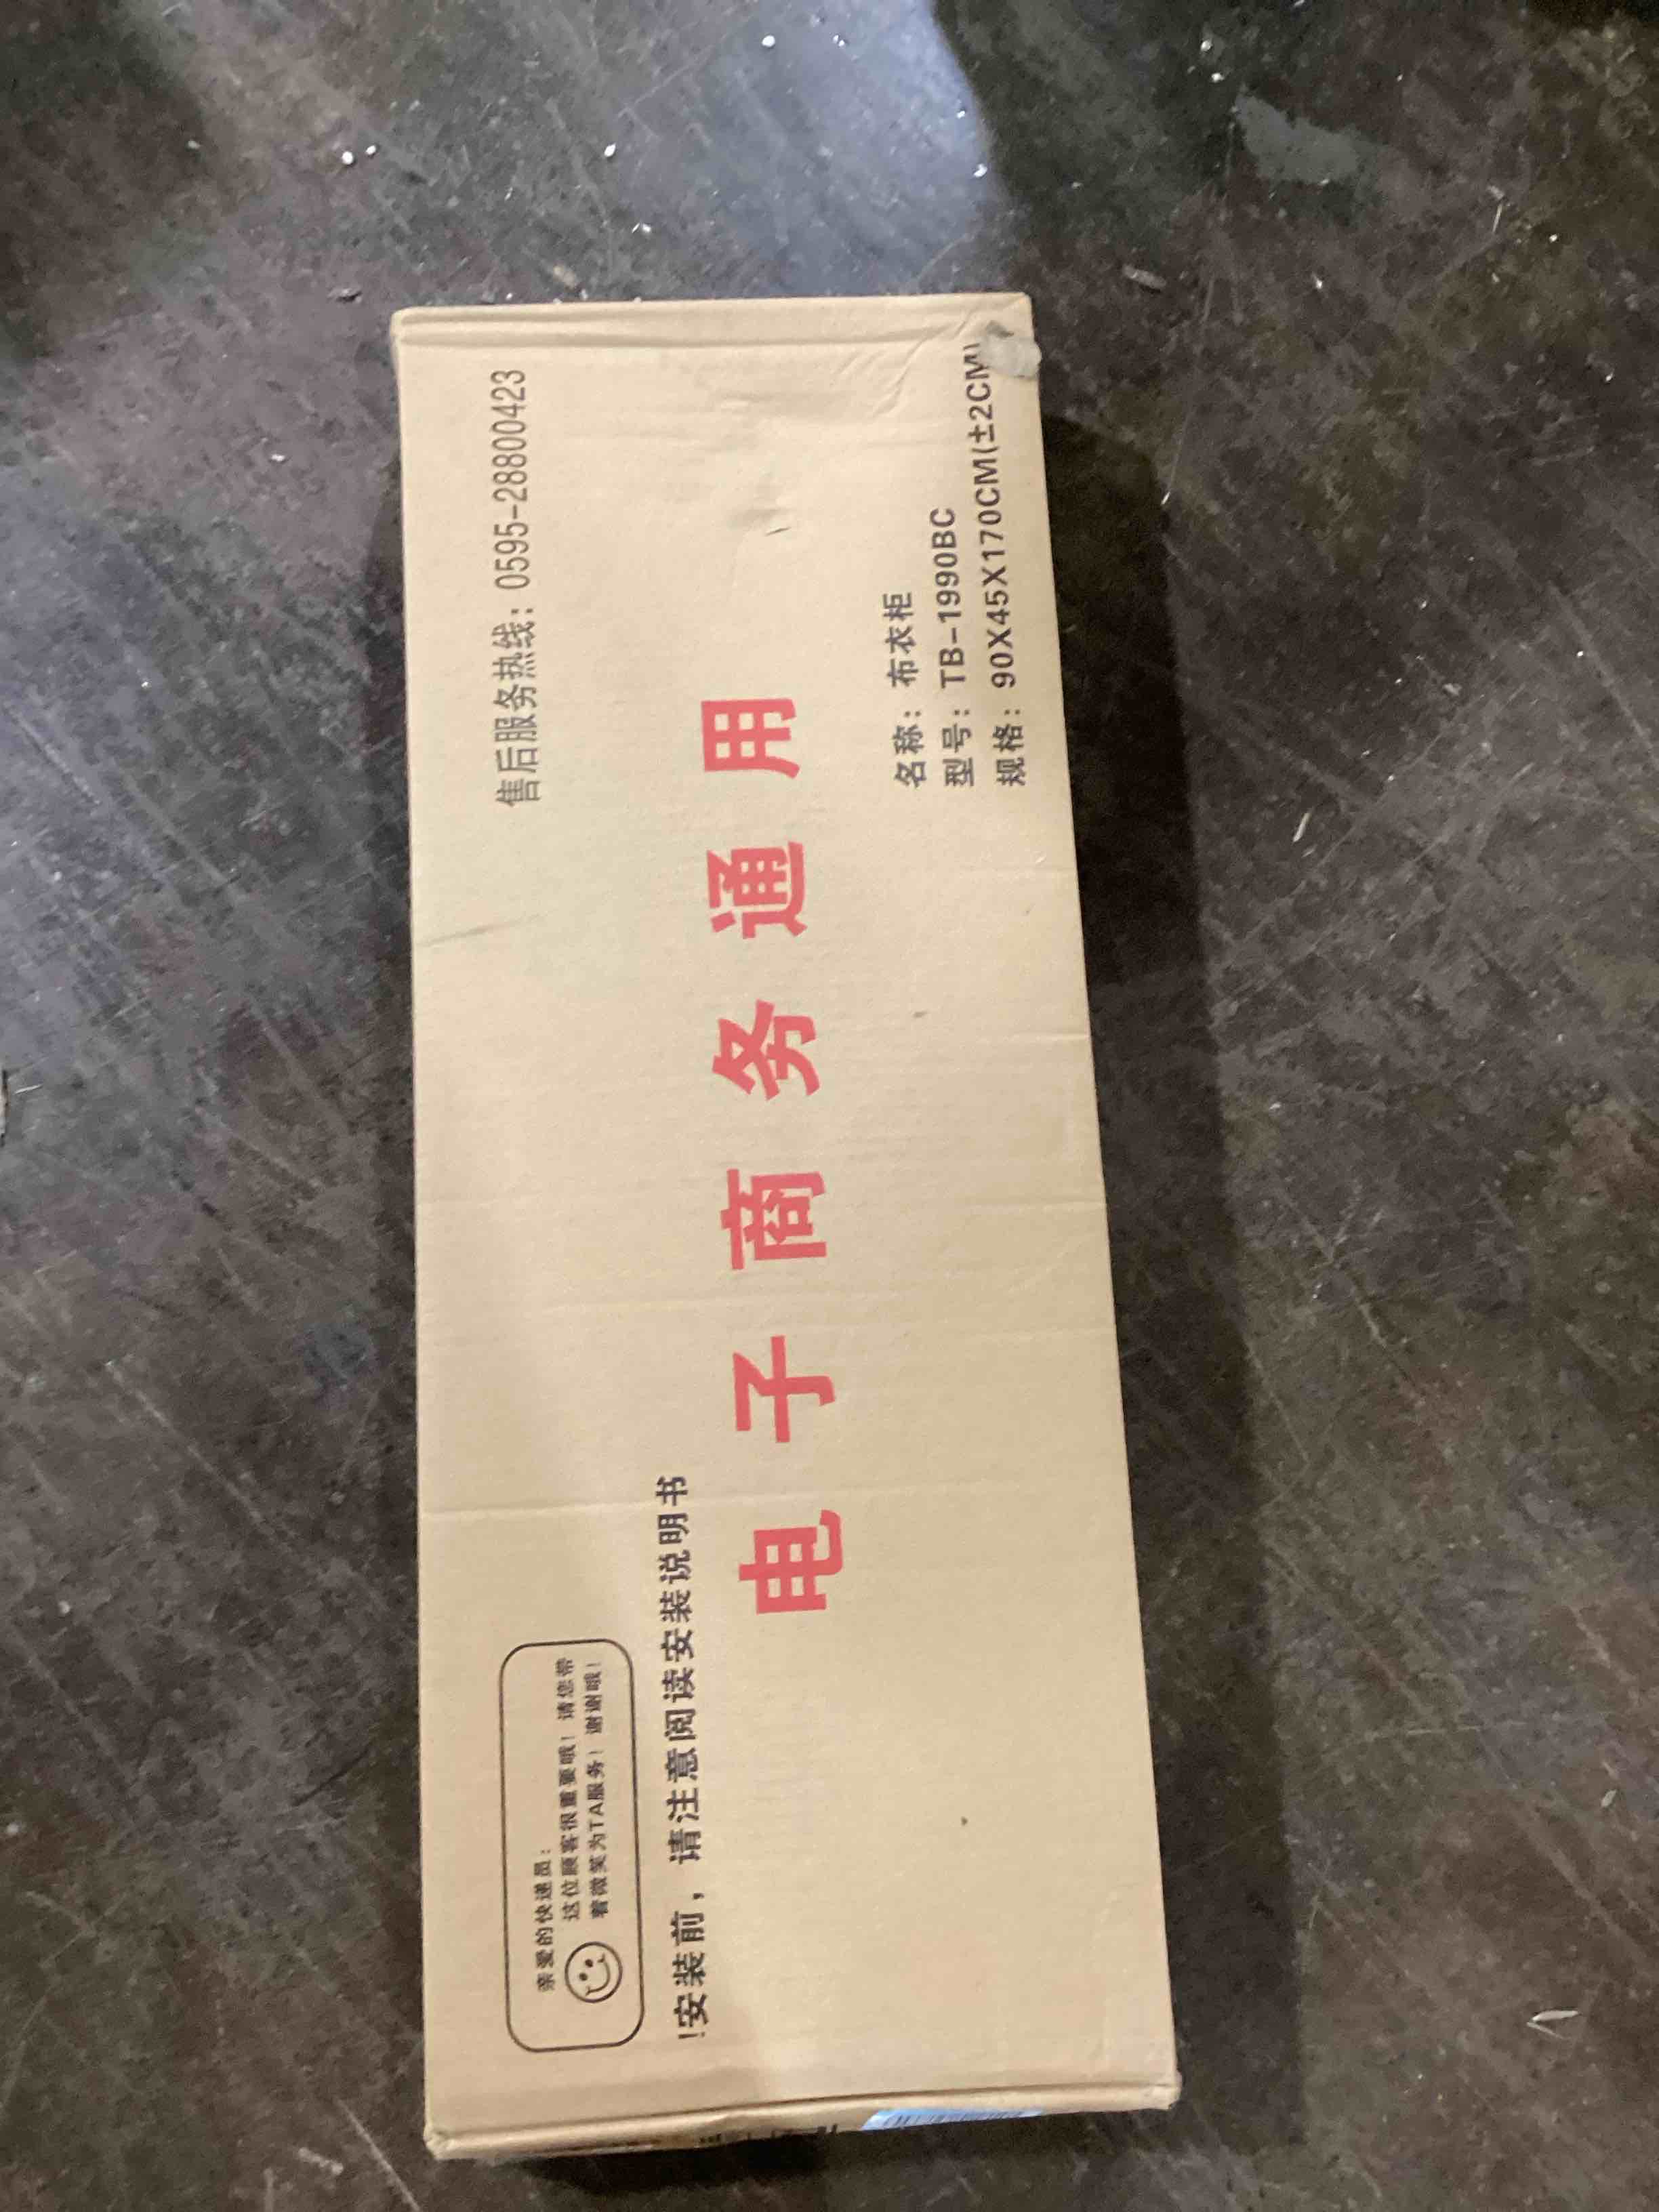 亲爱的快递员：
这位顾客很重要哦！请您带
着微笑为TA服务！谢谢哦！
售后服务热线：0595-28800423
!安装前，请注意阅读安装说明书
电子商务通用
名称：布衣柜
型号：TB-1990BC
规格：90X45X170CM(±2CM)